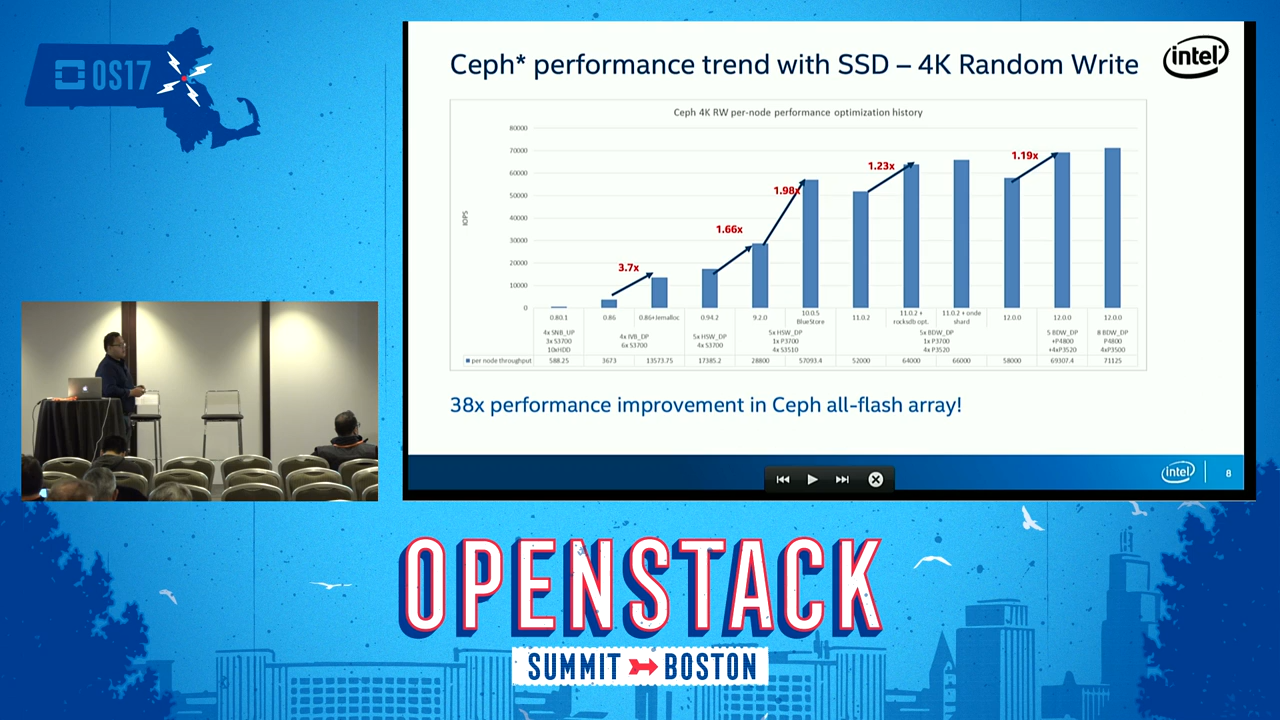 OS17
Ceph* performance trend with SSD – 4K Random Write
intel
Ceph 4K RW per-node performance optimization history
80000
70000
60000
50000
40000
30000
20000
10000
0
IOPS
3.7x
1.66x
1.98x
1.23x
1.19x
0.80.1 0.86 0.86+Jemalloc 0.94.2 9.2.0 10.0.5 BlueStore 11.0.2 11.0.2 + rocksdb opt. 11.0.2 + onde shard 12.0.0 12.0.0 12.0.0
4x SNB_UP
3x S3700
10xHDD
4x IVB_DP
6x S3700
5x HSW_DP
4x S3700
5x HSW_DP
1x P3700
4x S3510
5x BDW_DP
1x P3700
4x P3520
5 BDW_DP
+P4800
+4xP3520
8 BDW_DP
P4800
4xP3500
per node throughput 588.25 3673 13573.75 17385.2 28800 57093.4 52000 64000 66000 58000 69307.4 71125
38x performance improvement in Ceph all-flash array!
intel 8
OPENSTACK
SUMMIT BOSTON